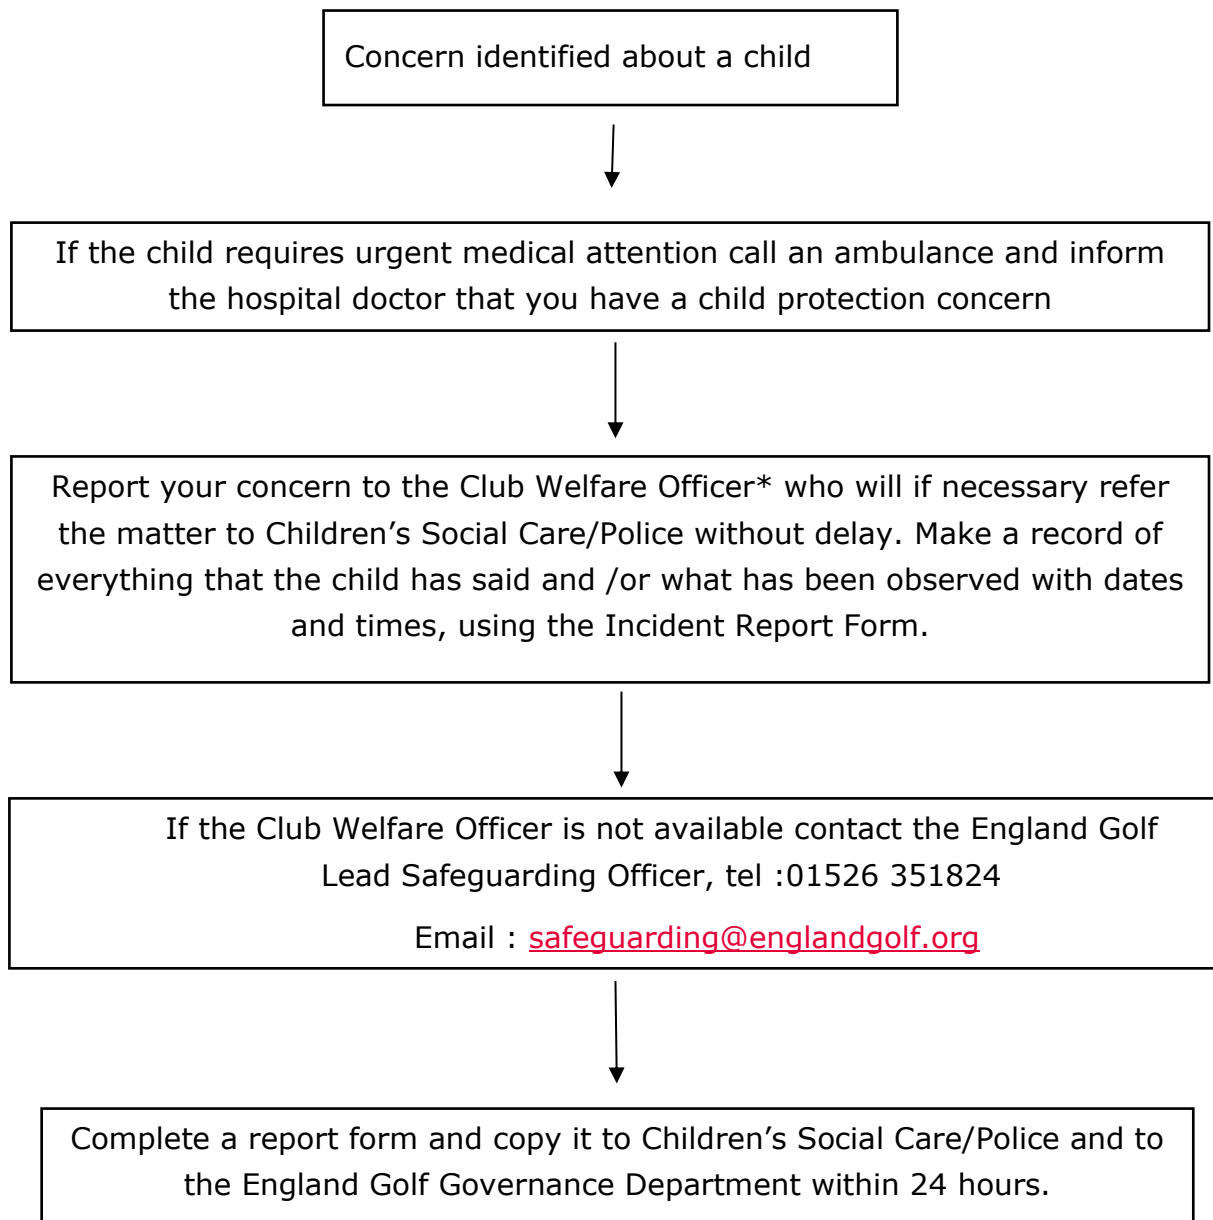 Concern identified about a child
If the child requires urgent medical attention call an ambulance and inform
the hospital doctor that you have a child protection concern
Report your concern to the Club Welfare Officer* who will if necessary refer
the matter to Children’s Social Care/Police without delay. Make a record of
everything that the child has said and /or what has been observed with dates
and times, using the Incident Report Form.
If the Club Welfare Officer is not available contact the England Golf
Lead Safeguarding Officer, tel :01526 351824
Email : safeguarding@englandgolf.org
Complete a report form and copy it to Children’s Social Care/Police and to
the England Golf Governance Department within 24 hours.